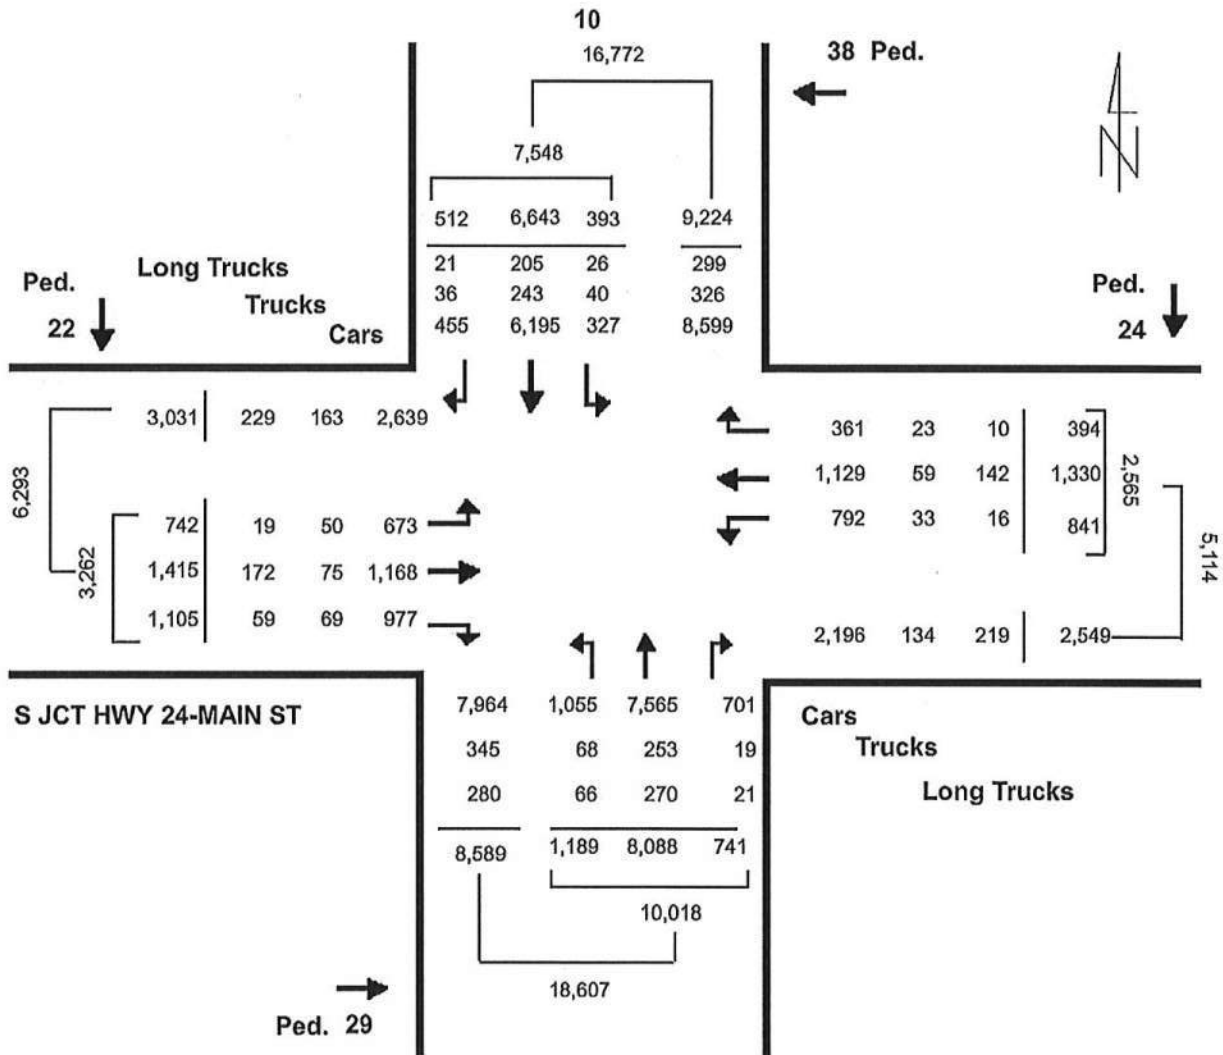 10
16,772
38 Ped.
7,548
512 6,643 393 9,224
Long Trucks 21 205 26 299
Trucks 36 243 40 326
Cars 455 6,195 327 8,599
Ped.
22
Ped.
24
N
3,031 229 163 2,639
6,293
742 19 50 673
1,415 172 75 1,168
1,105 59 69 977
3,262
361 23 10 394
1,129 59 142 1,330
792 33 16 841
2,565
5,114
2,196 134 219 2,549
S JCT HWY 24-MAIN ST
7,964 1,055 7,565 701 Cars
345 68 253 19 Trucks
280 66 270 21 Long Trucks
8,589 1,189 8,088 741
10,018
18,607
Ped. 29